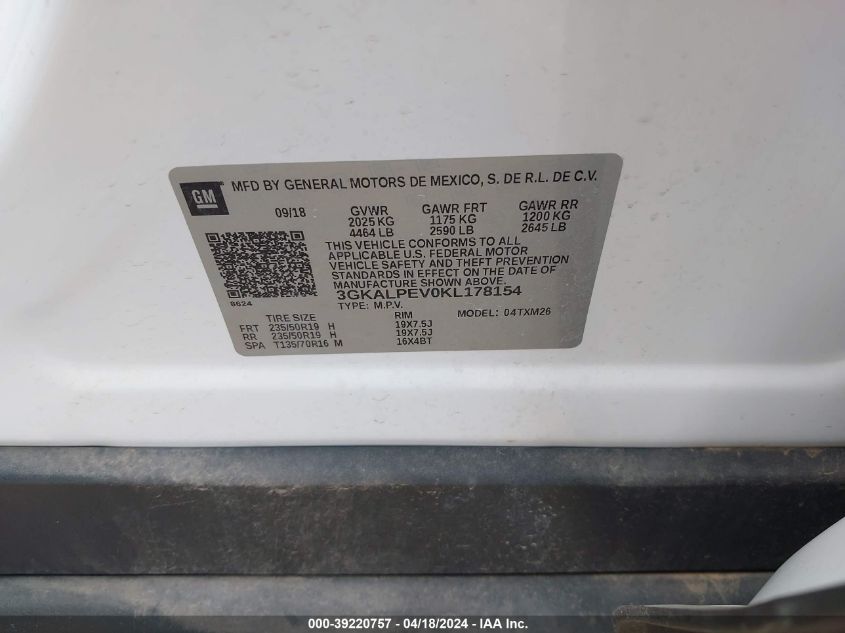 GM
MFD BY GENERAL MOTORS DE MEXICO, S. DE R.L. DE C.V.
09/18 GVWR GAWR FRT GAWR RR
2025 KG 1175 KG 1200 KG
4464 LB 2590 LB 2645 LB
THIS VEHICLE CONFORMS TO ALL
APPLICABLE U.S. FEDERAL MOTOR
VEHICLE SAFETY AND THEFT PREVENTION
STANDARDS IN EFFECT ON THE DATE OF
MANUFACTURE SHOWN ABOVE.
8624 3GKALPEV0KL178154
TYPE: M.P.V. MODEL: 04TXM26
TIRE SIZE RIM
FRT 235/50R19 H 19X7.5J
RR 235/50R19 H 19X7.5J
SPA T135/70R16 M 16X4BT
000-39220757 - 04/18/2024 - IAA Inc.